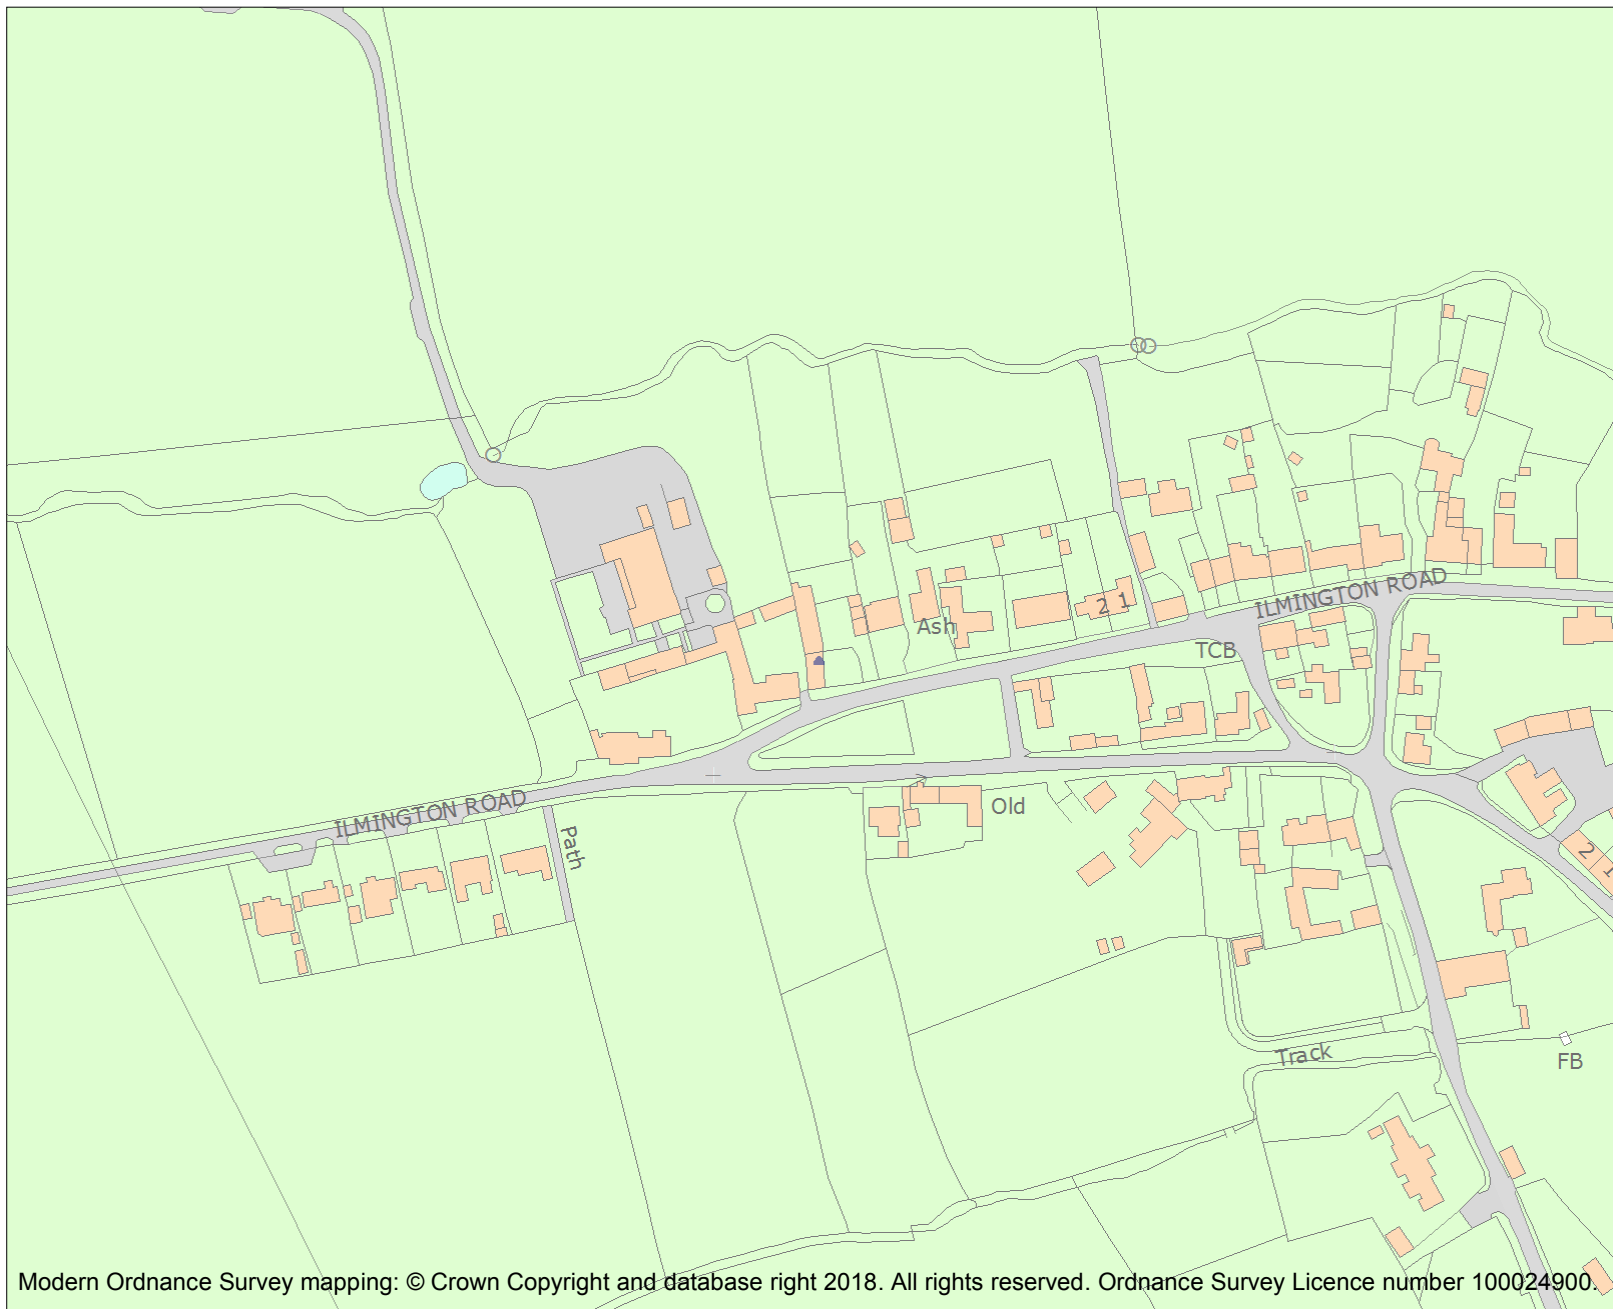 ILMINGTON ROAD
2 1
Ash
TCB
ILMINGTON ROAD
Old
Path
2
1
Track
FB
Modern Ordnance Survey mapping: © Crown Copyright and database right 2018. All rights reserved. Ordnance Survey Licence number 100024900.